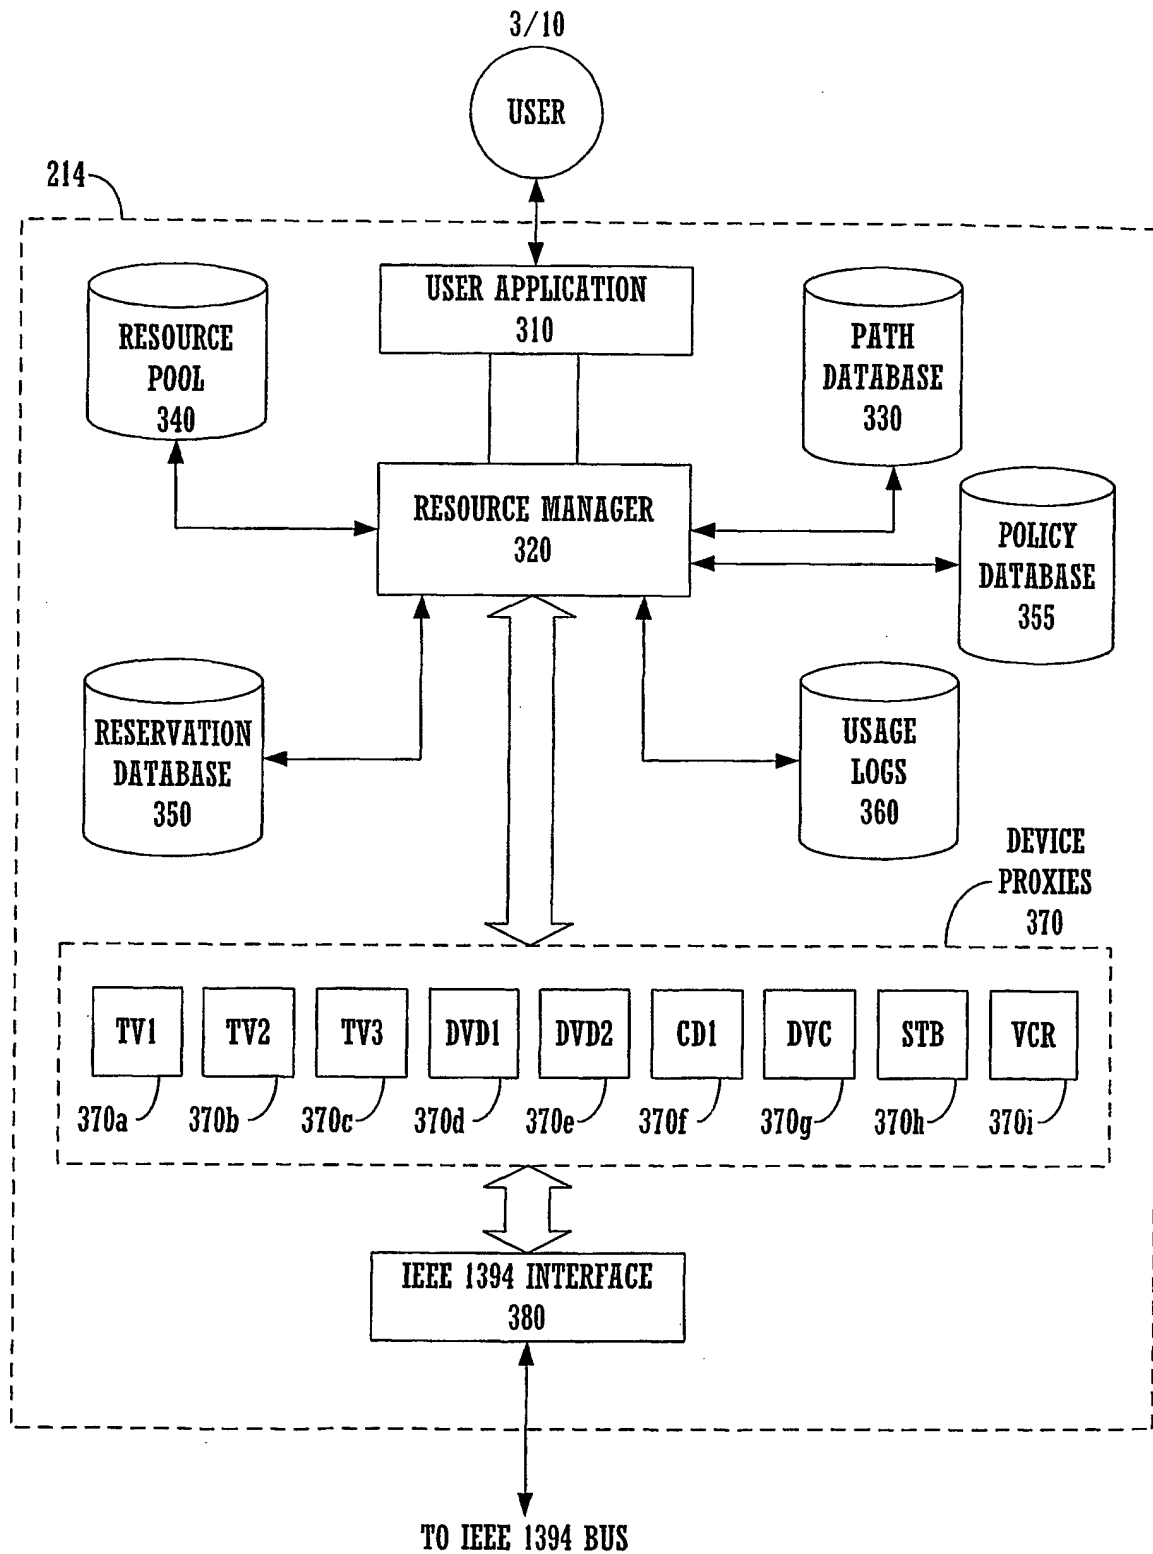 3/10
USER
214
USER APPLICATION
310
RESOURCE
POOL
340
PATH
DATABASE
330
RESOURCE MANAGER
320
POLICY
DATABASE
355
RESERVATION
DATABASE
350
USAGE
LOGS
360
DEVICE
PROXIES
370
TV1
TV2
TV3
DVD1
DVD2
CD1
DVC
STB
VCR
370a
370b
370c
370d
370e
370f
370g
370h
370i
IEEE 1394 INTERFACE
380
TO IEEE 1394 BUS